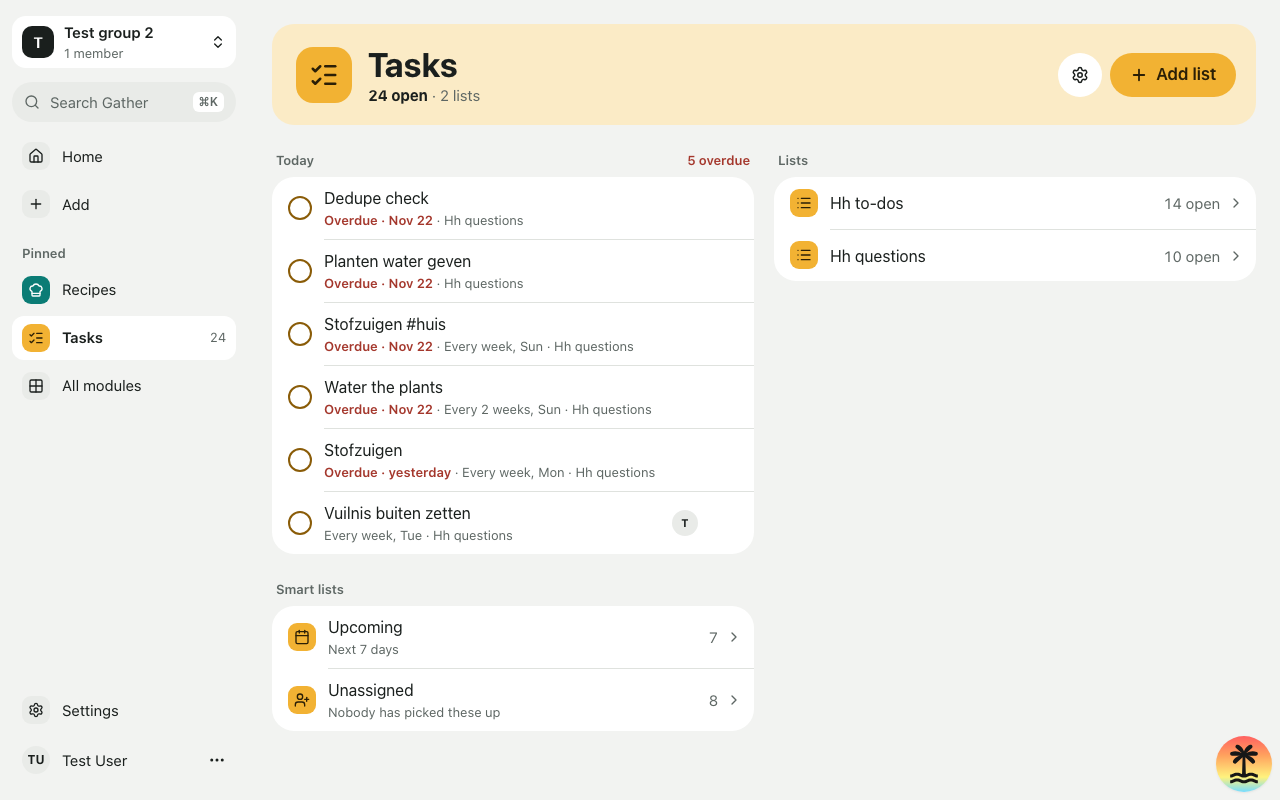 T
Test group 2
1 member
Search Gather
⌘K
Home
Add
Pinned
Recipes
Tasks
24
All modules
Settings
TU
Test User
Tasks
24 open · 2 lists
Add list
Today
5 overdue
Dedupe check
Overdue · Nov 22 · Hh questions
Planten water geven
Overdue · Nov 22 · Hh questions
Stofzuigen #huis
Overdue · Nov 22 · Every week, Sun · Hh questions
Water the plants
Overdue · Nov 22 · Every 2 weeks, Sun · Hh questions
Stofzuigen
Overdue · yesterday · Every week, Mon · Hh questions
Vuilnis buiten zetten
Every week, Tue · Hh questions
T
Smart lists
Upcoming
Next 7 days
7
Unassigned
Nobody has picked these up
8
Lists
Hh to-dos
14 open
Hh questions
10 open